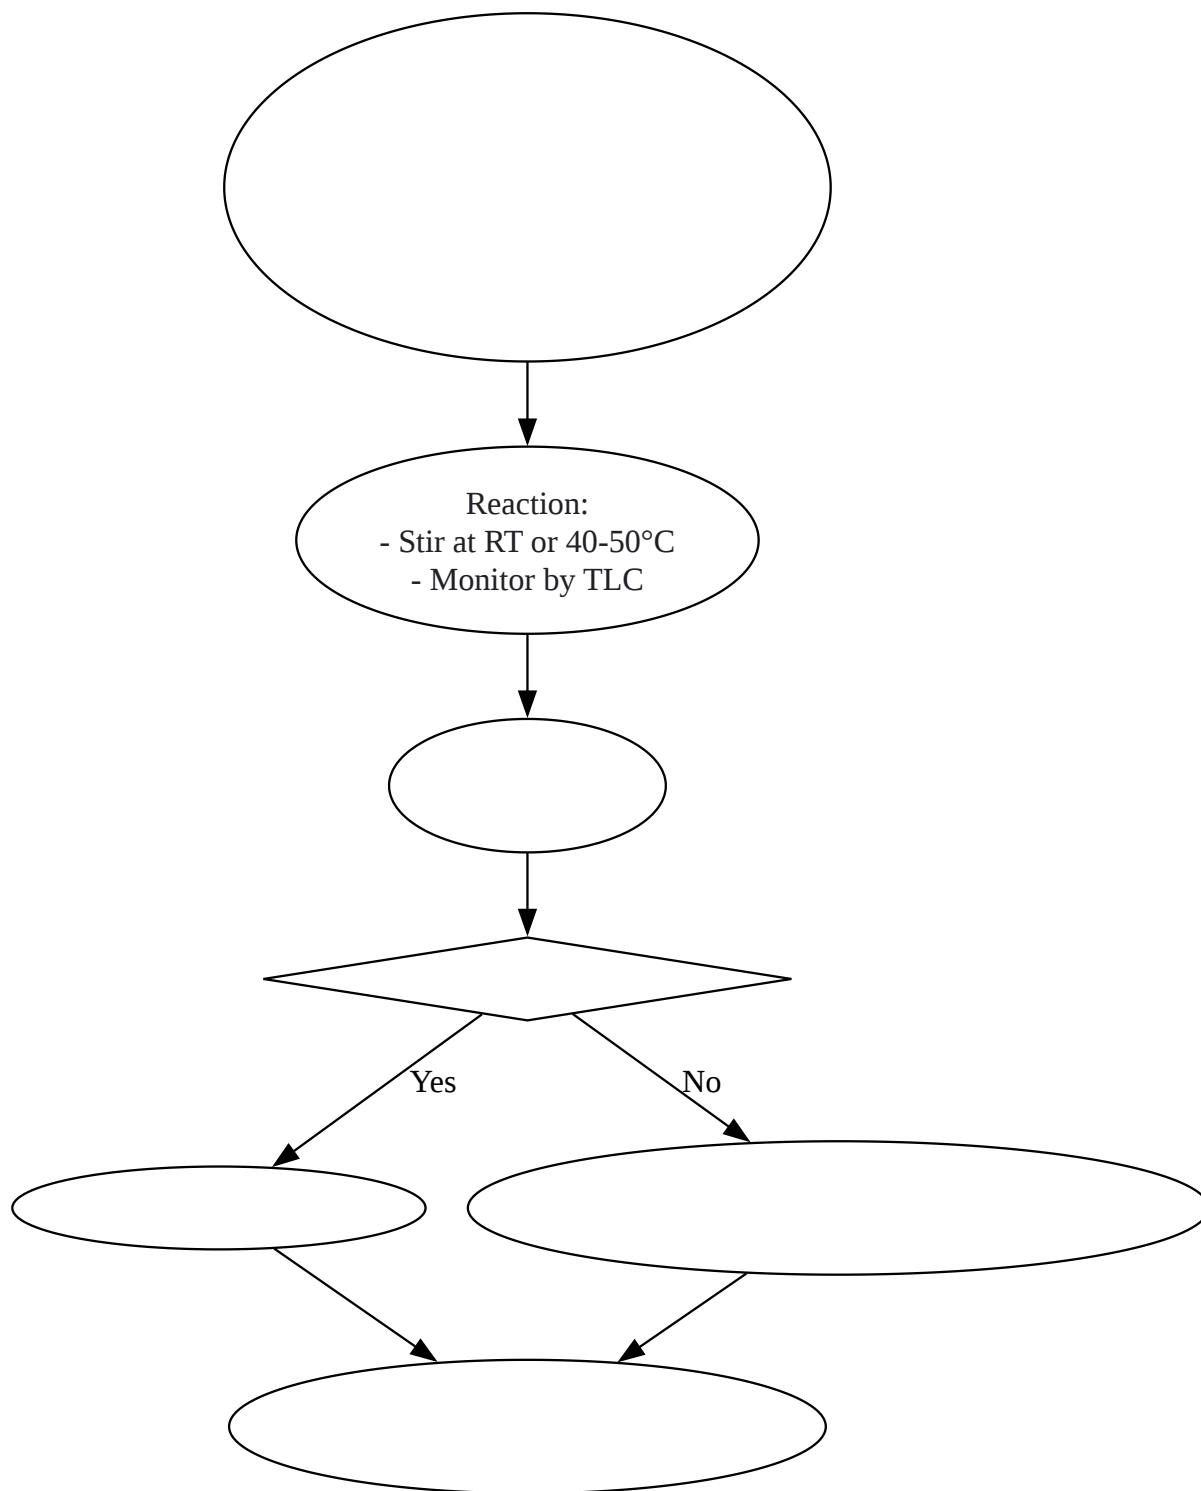 Reaction:
- Stir at RT or 40-50°C
- Monitor by TLC
Yes
No